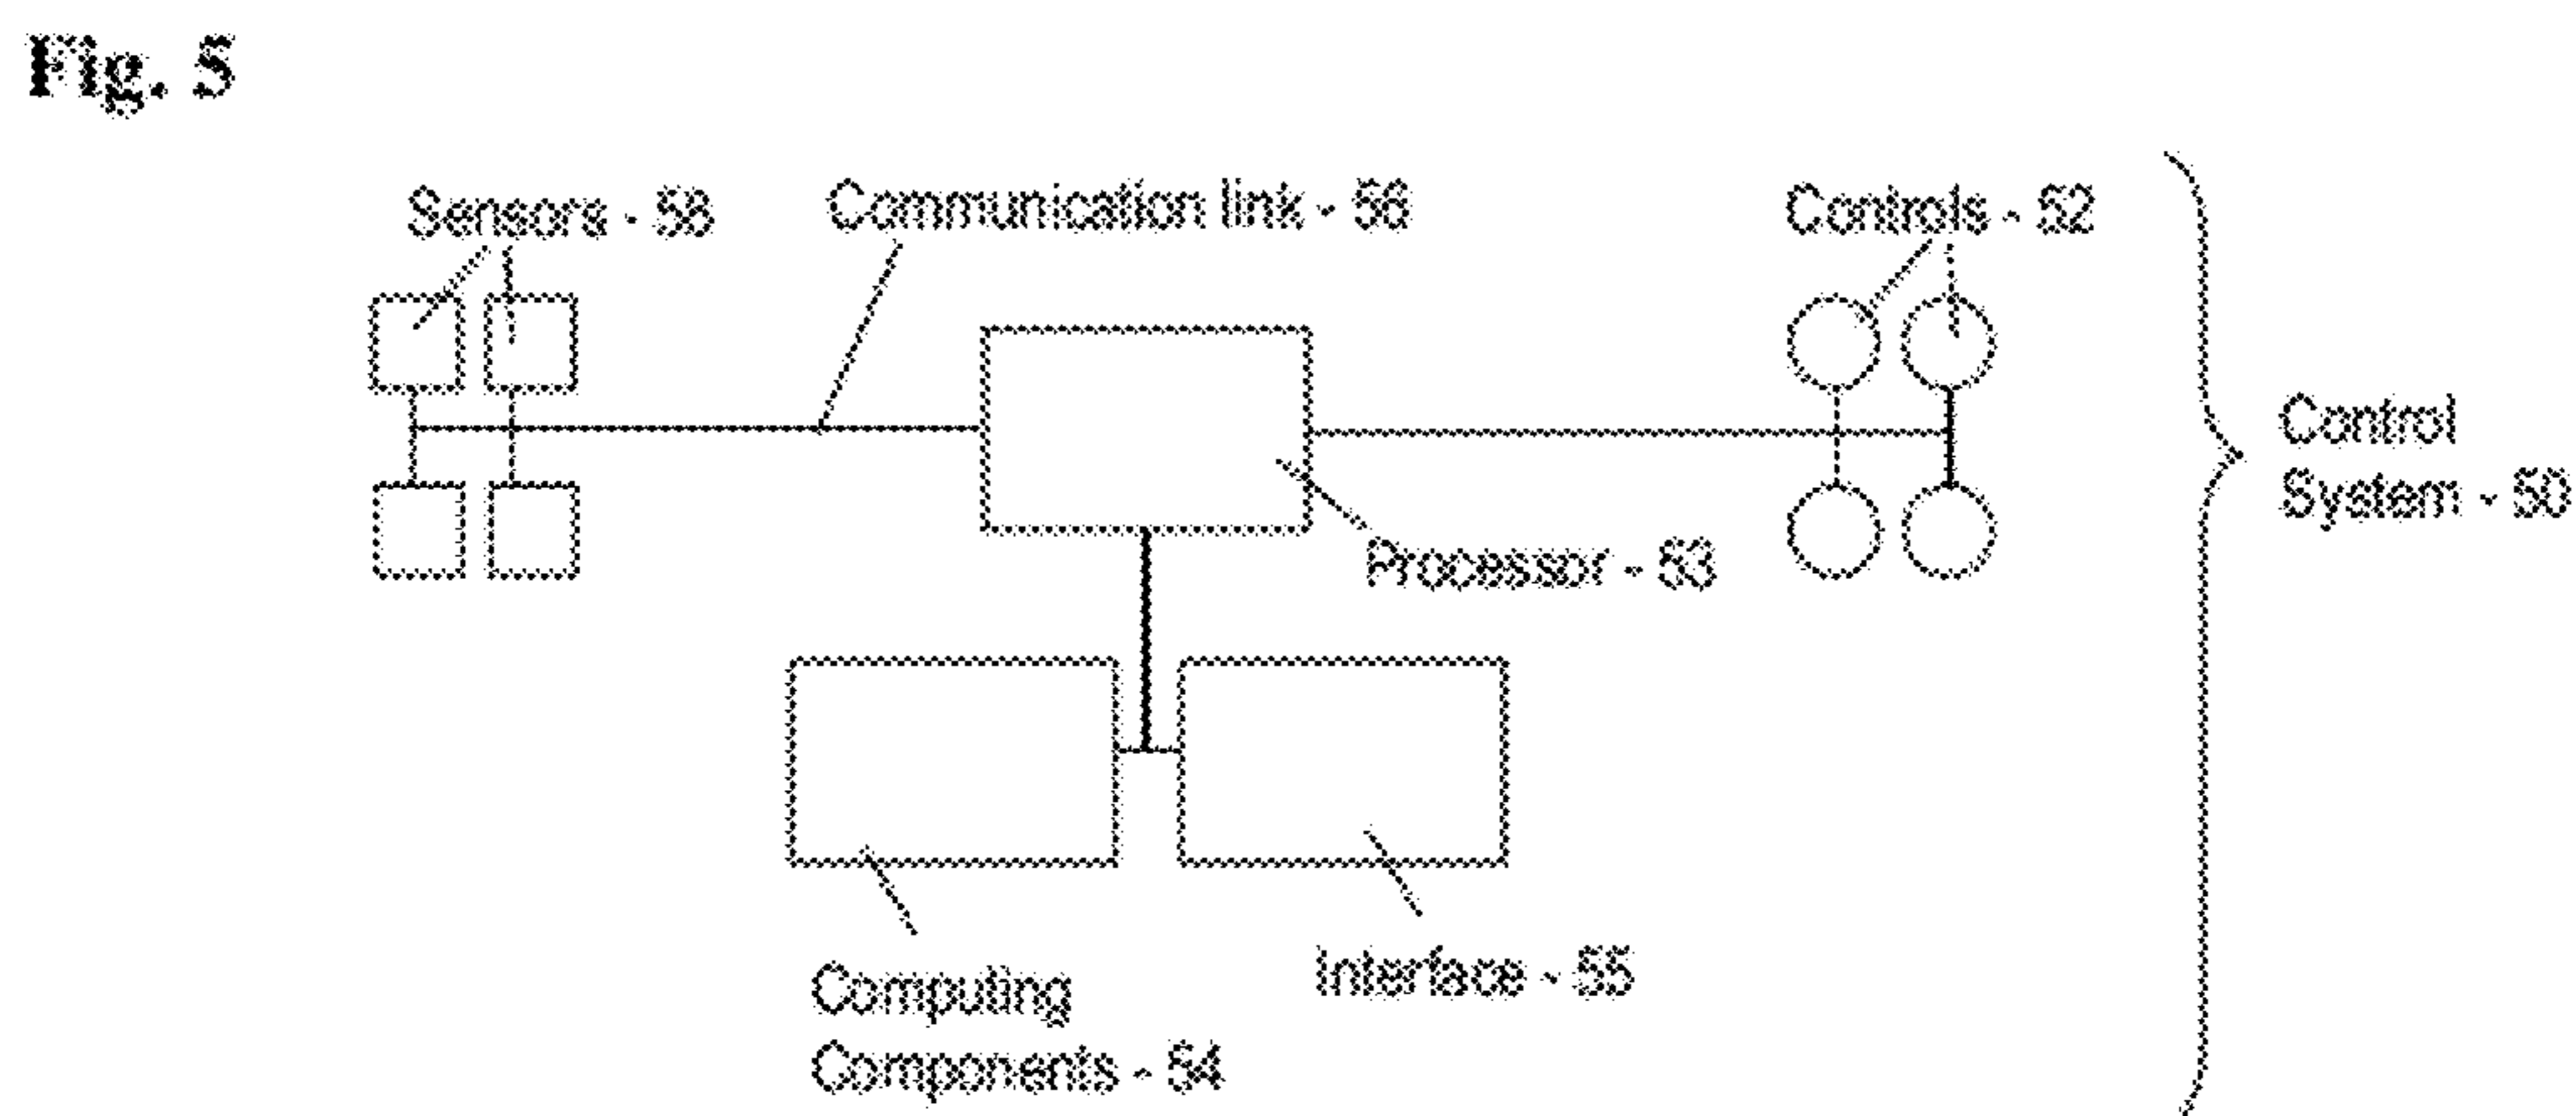 Fig. 5
Sensors - 58
Communication link - 56
Controls - 52
Control
System - 50
Processor - 53
Interface - 55
Computing
Components - 54